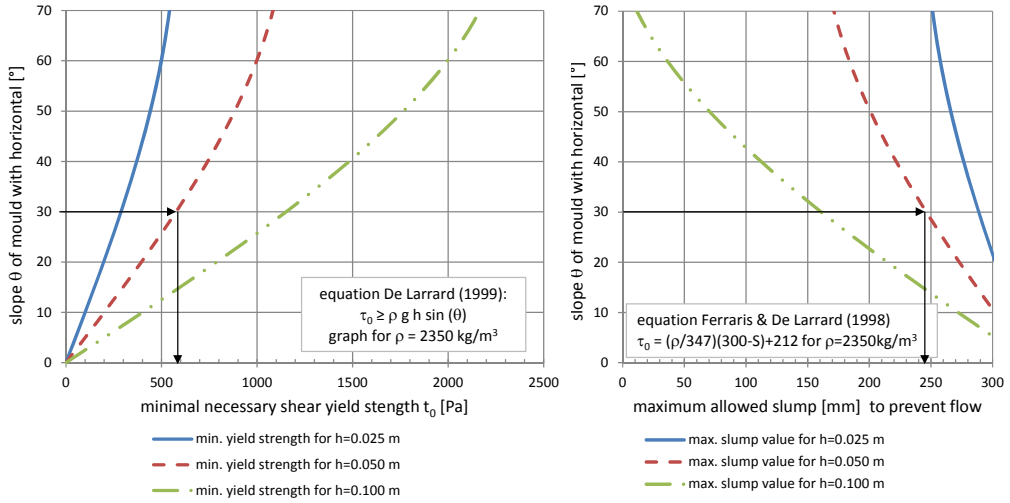 70
60
50
40
30
20
10
0
slope θ of mould with horizontal [°]
equation De Larrard (1999):
τ₀ ≥ ρ g h sin (θ)
graph for ρ = 2350 kg/m³
0 500 1000 1500 2000 2500
minimal necessary shear yield stength t₀ [Pa]
min. yield strength for h=0.025 m
min. yield strength for h=0.050 m
min. yield strength for h=0.100 m
70
60
50
40
30
20
10
0
slope θ of mould with horizontal [°]
equation Ferraris & De Larrard (1998)
τ₀ = (ρ/347)(300-S)+212 for ρ=2350kg/m³
0 50 100 150 200 250 300
maximum allowed slump [mm] to prevent flow
max. slump value for h=0.025 m
max. slump value for h=0.050 m
max. slump value for h=0.100 m